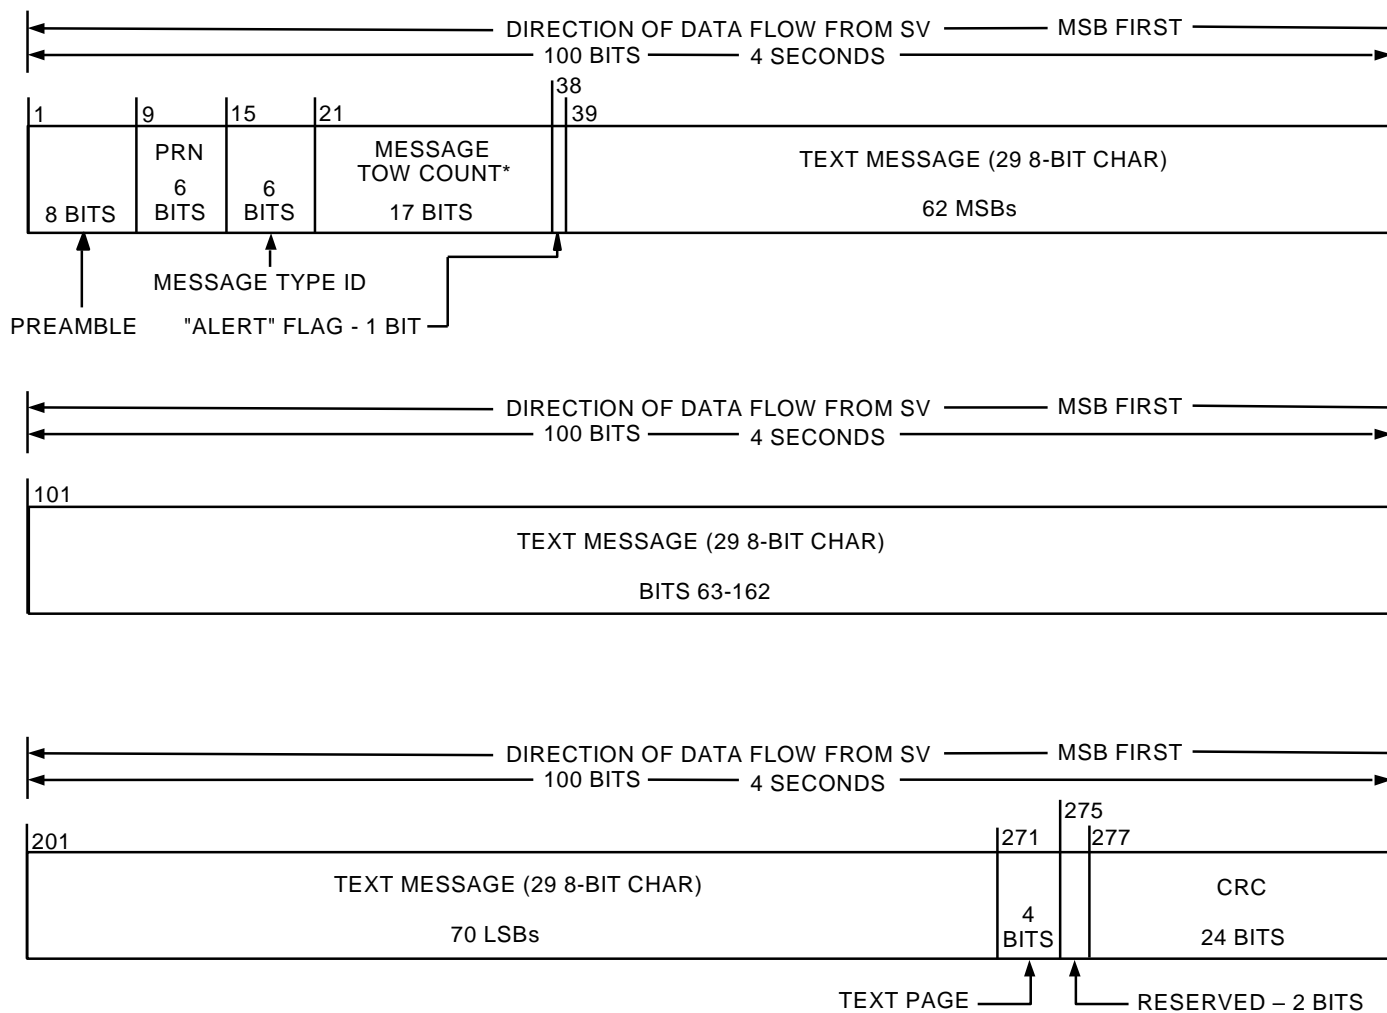 DIRECTION OF DATA FLOW FROM SV MSB FIRST
100 BITS 4 SECONDS
38
1 9 15 21 39
PRN MESSAGE TOW COUNT* TEXT MESSAGE (29 8-BIT CHAR)
8 BITS 6 BITS 6 BITS 17 BITS 62 MSBs
MESSAGE TYPE ID
PREAMBLE "ALERT" FLAG - 1 BIT
DIRECTION OF DATA FLOW FROM SV MSB FIRST
100 BITS 4 SECONDS
101
TEXT MESSAGE (29 8-BIT CHAR)
BITS 63-162
DIRECTION OF DATA FLOW FROM SV MSB FIRST
100 BITS 4 SECONDS
275
201 271 277
TEXT MESSAGE (29 8-BIT CHAR) CRC
70 LSBs 4 BITS 24 BITS
TEXT PAGE RESERVED – 2 BITS